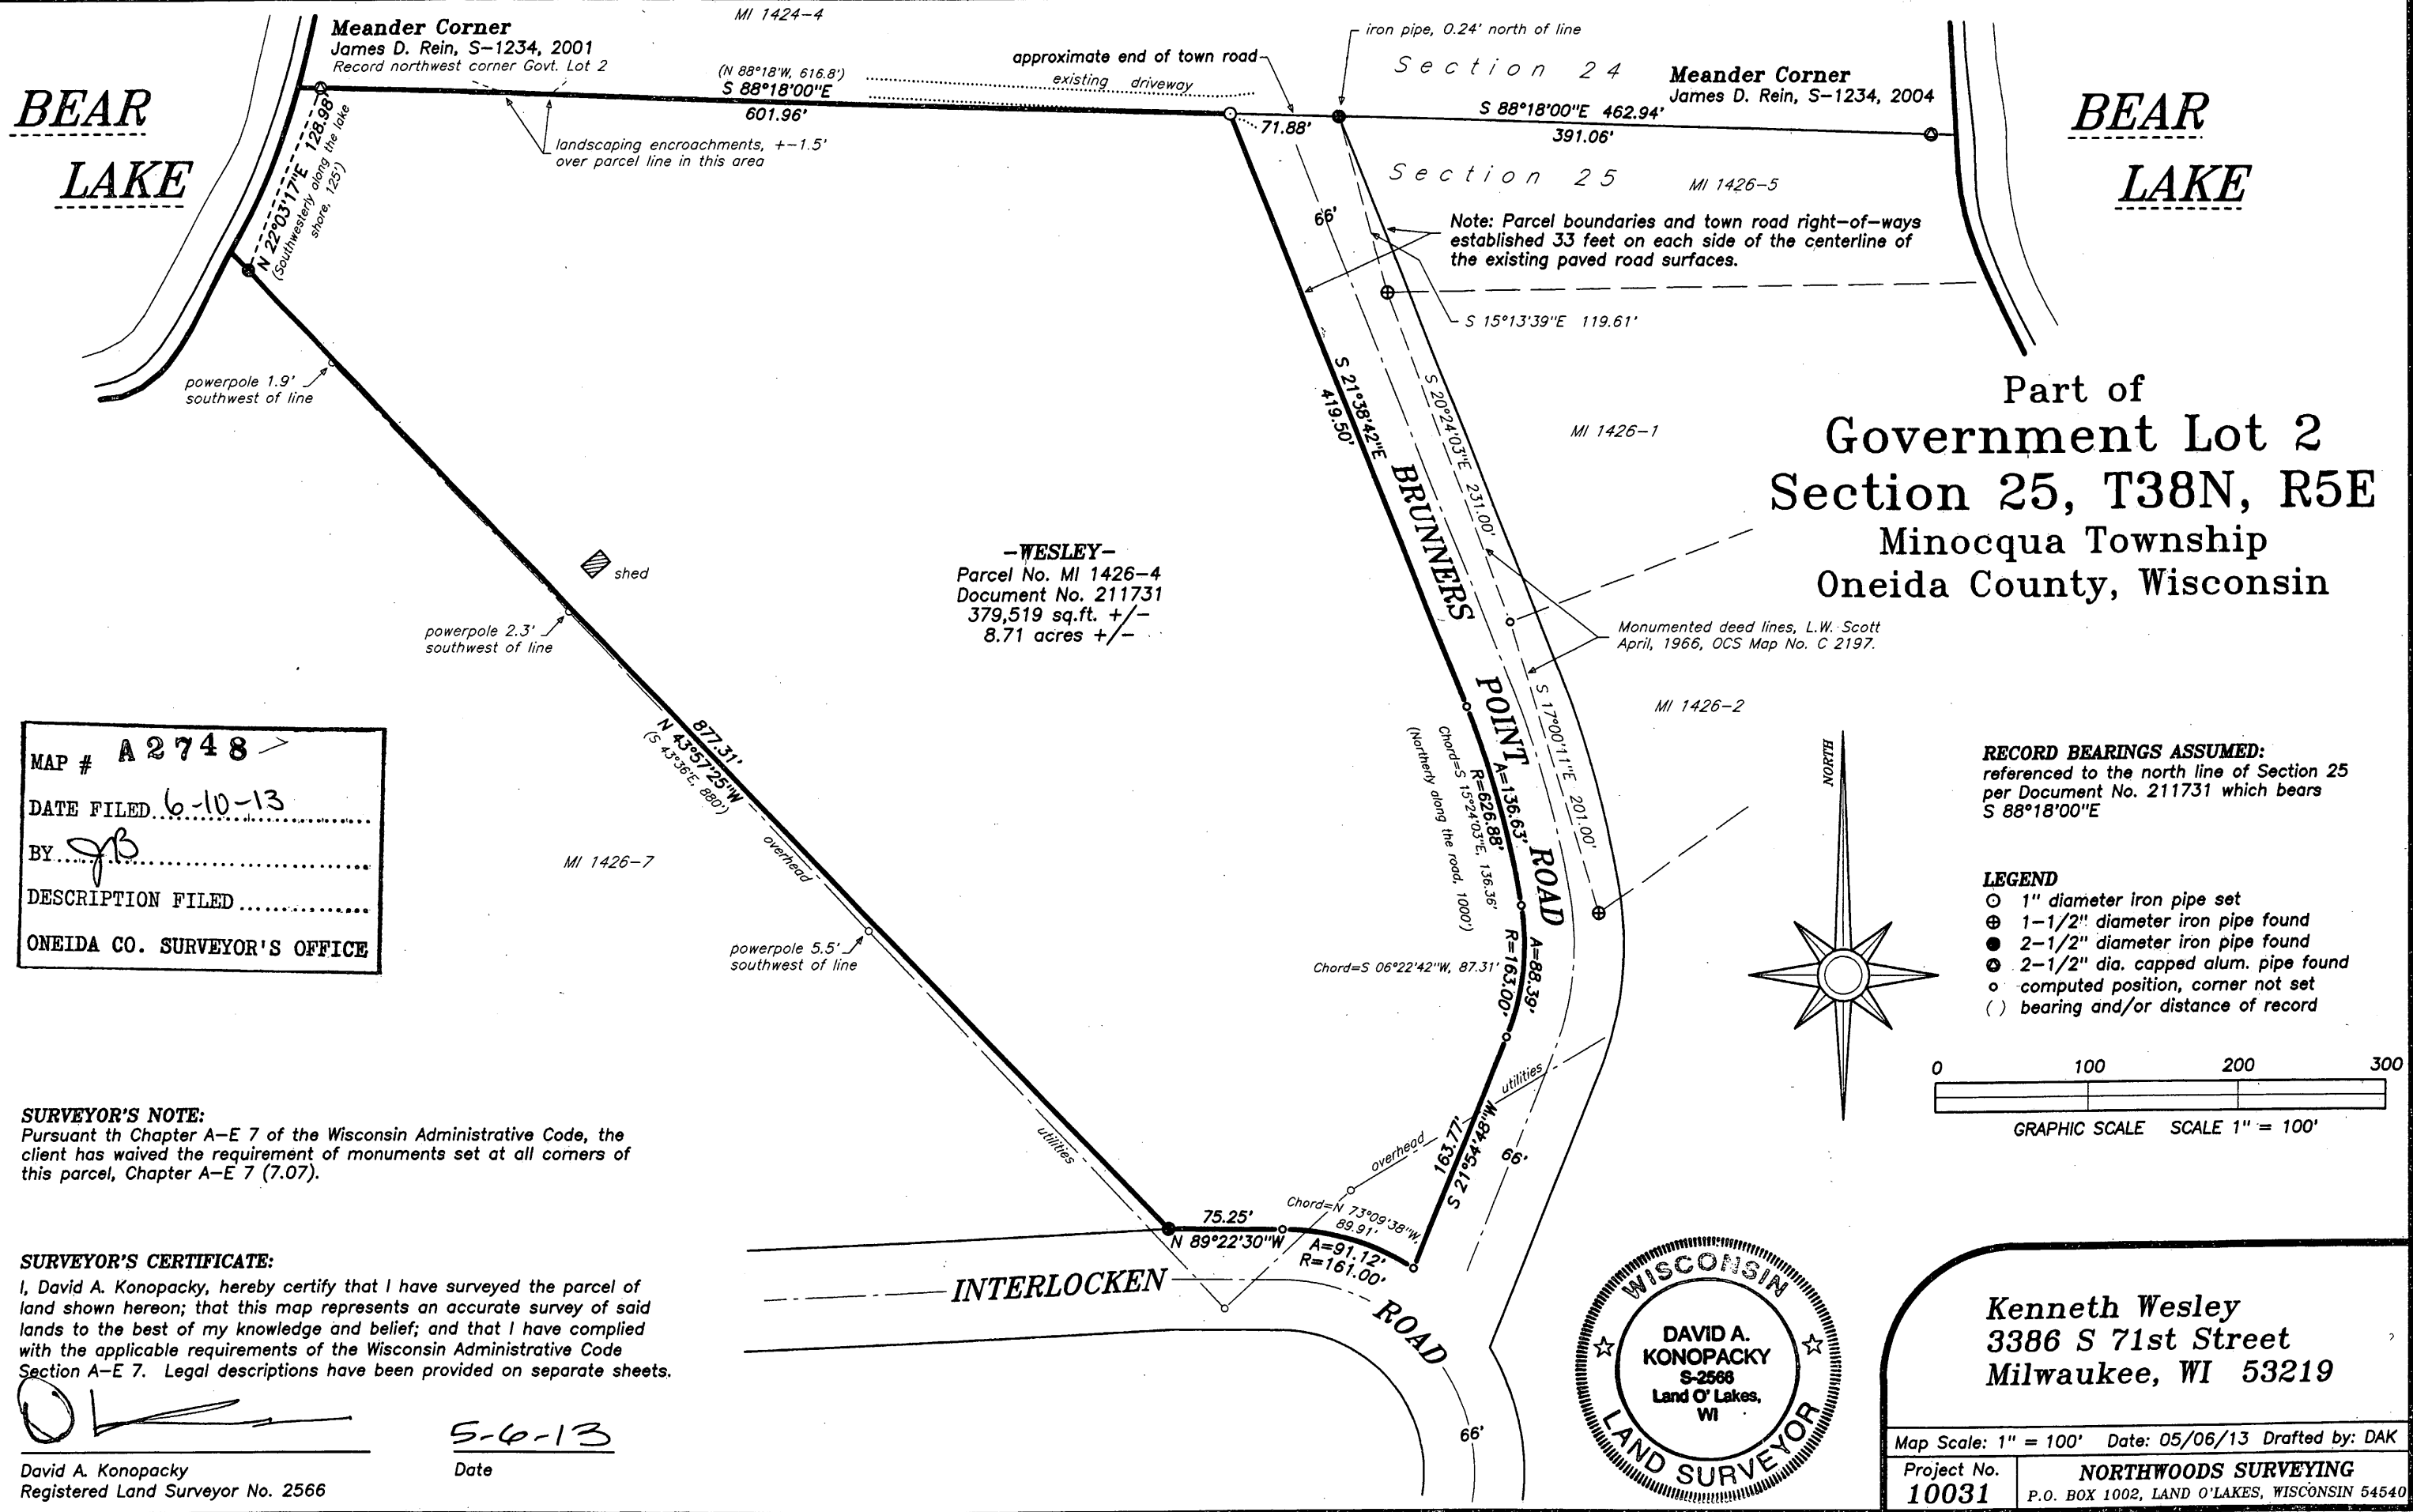 MI 1424-4
Meander Corner
James D. Rein, S-1234, 2001
Record northwest corner Govt. Lot 2
BEAR
LAKE
(N 88°18'W, 616.8')
S 88°18'00"E
601.96'
approximate end of town road
existing driveway
iron pipe, 0.24' north of line
Section 24
Meander Corner
James D. Rein, S-1234, 2004
S 88°18'00"E 462.94'
391.06'
71.88'
BEAR
LAKE
landscaping encroachments, +-1.5'
over parcel line in this area
N 22°03'17"E 128.98'
(Southwesterly along the lake
shore, 125')
Section 25
MI 1426-5
66'
Note: Parcel boundaries and town road right-of-ways
established 33 feet on each side of the centerline of
the existing paved road surfaces.
S 15°13'39"E 119.61'
powerpole 1.9'
southwest of line
S 21°38'42"E
419.50'
S 20°24'03"E 231.00'
MI 1426-1
Part of
Government Lot 2
Section 25, T38N, R5E
Minocqua Township
Oneida County, Wisconsin
-WESLEY-
Parcel No. MI 1426-4
Document No. 211731
379,519 sq.ft. +/-
8.71 acres +/-
shed
powerpole 2.3'
southwest of line
BRUNNERS
POINT
ROAD
Monumented deed lines, L.W. Scott
April, 1966, OCS Map No. C 2197.
S 17°00'11"E 201.00'
MI 1426-2
877.31'
N 43°57'25"W
(S 43°36'E, 880')
overhead
MI 1426-7
A=136.63'
R=626.88'
Chord=S 15°24'03"E, 136.36'
(Northerly along the road, 1000')
MAP # A2748
DATE FILED 6-10-13
BY JB
DESCRIPTION FILED
ONEIDA CO. SURVEYOR'S OFFICE
NORTH
RECORD BEARINGS ASSUMED:
referenced to the north line of Section 25
per Document No. 211731 which bears
S 88°18'00"E
LEGEND
1" diameter iron pipe set
1-1/2" diameter iron pipe found
2-1/2" diameter iron pipe found
2-1/2" dia. capped alum. pipe found
computed position, corner not set
( ) bearing and/or distance of record
powerpole 5.5'
southwest of line
Chord=S 06°22'42"W, 87.31'
A=88.39'
R=163.00'
0 100 200 300
GRAPHIC SCALE SCALE 1" = 100'
utilities
overhead
163.77'
S 21°54'48"W
66'
utilities
SURVEYOR'S NOTE:
Pursuant th Chapter A-E 7 of the Wisconsin Administrative Code, the
client has waived the requirement of monuments set at all corners of
this parcel, Chapter A-E 7 (7.07).
75.25'
N 89°22'30"W
Chord=N 73°09'38"W,
89.91'
A=91.12'
R=161.00'
INTERLOCKEN
ROAD
66'
SURVEYOR'S CERTIFICATE:
I, David A. Konopacky, hereby certify that I have surveyed the parcel of
land shown hereon; that this map represents an accurate survey of said
lands to the best of my knowledge and belief; and that I have complied
with the applicable requirements of the Wisconsin Administrative Code
Section A-E 7. Legal descriptions have been provided on separate sheets.
5-6-13
David A. Konopacky
Registered Land Surveyor No. 2566
Date
WISCONSIN
DAVID A.
KONOPACKY
S-2566
Land O' Lakes,
WI
LAND SURVEYOR
Kenneth Wesley
3386 S 71st Street
Milwaukee, WI 53219
Map Scale: 1" = 100' Date: 05/06/13 Drafted by: DAK
Project No.
10031
NORTHWOODS SURVEYING
P.O. BOX 1002, LAND O'LAKES, WISCONSIN 54540